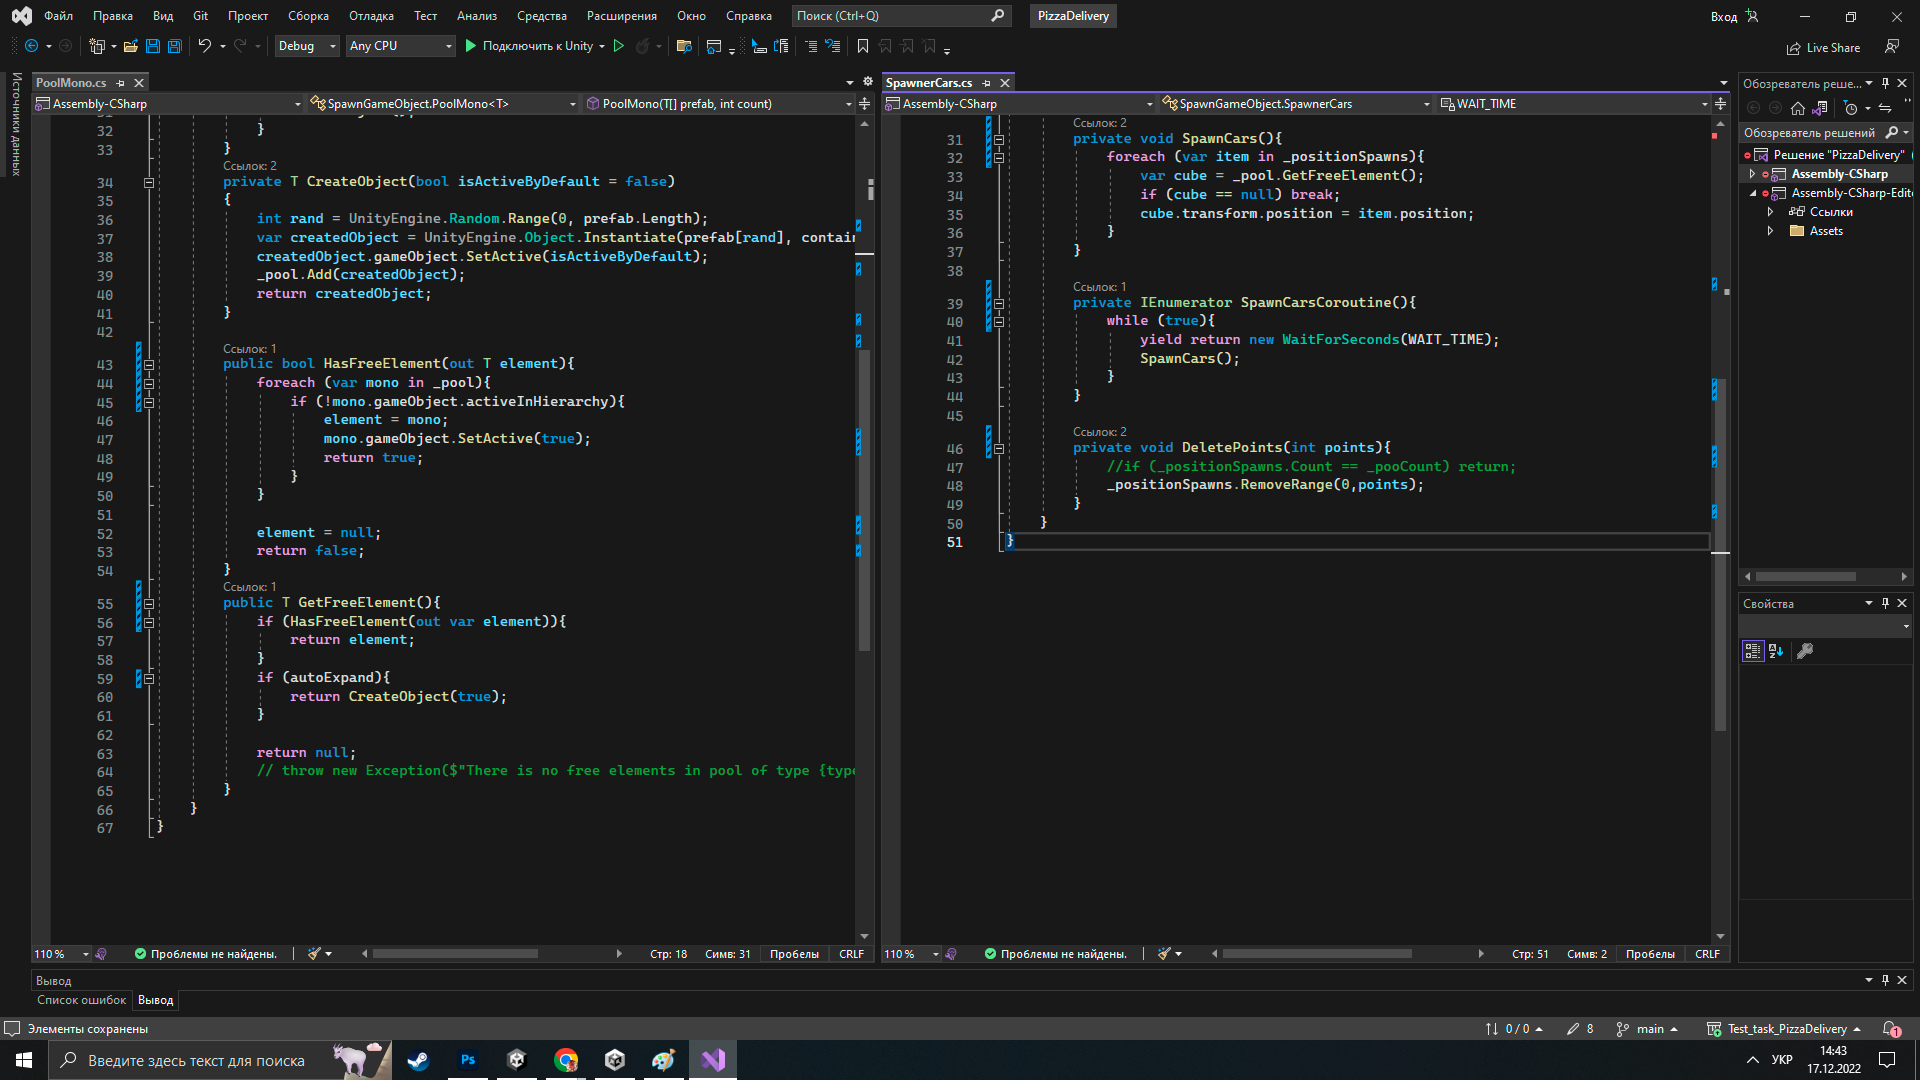 Файл Правка Вид Git Проект Сборка Отладка Тест Анализ Средства Расширения Окно Справка Поиск (Ctrl+Q) PizzaDelivery Вход
Debug Any CPU Подключить к Unity Live Share
Источники данных
PoolMono.cs
Assembly-CSharp SpawnGameObject.PoolMono<T> PoolMono(T[] prefab, int count)
32 }
33 }
Ссылок: 2
34 private T CreateObject(bool isActiveByDefault = false)
35 {
36 int rand = UnityEngine.Random.Range(0, prefab.Length);
37 var createdObject = UnityEngine.Object.Instantiate(prefab[rand], contain
38 createdObject.gameObject.SetActive(isActiveByDefault);
39 _pool.Add(createdObject);
40 return createdObject;
41 }
42
Ссылок: 1
43 public bool HasFreeElement(out T element){
44 foreach (var mono in _pool){
45 if (!mono.gameObject.activeInHierarchy){
46 element = mono;
47 mono.gameObject.SetActive(true);
48 return true;
49 }
50 }
51
52 element = null;
53 return false;
54 }
Ссылок: 1
55 public T GetFreeElement(){
56 if (HasFreeElement(out var element)){
57 return element;
58 }
59 if (autoExpand){
60 return CreateObject(true);
61 }
62
63 return null;
64 // throw new Exception($"There is no free elements in pool of type {type
65 }
66 }
67 }
110 % Проблемы не найдены. Стр: 18 Симв: 31 Пробелы CRLF
SpawnerCars.cs
Assembly-CSharp SpawnGameObject.SpawnerCars WAIT_TIME
Ссылок: 2
31 private void SpawnCars(){
32 foreach (var item in _positionSpawns){
33 var cube = _pool.GetFreeElement();
34 if (cube == null) break;
35 cube.transform.position = item.position;
36 }
37 }
38
Ссылок: 1
39 private IEnumerator SpawnCarsCoroutine(){
40 while (true){
41 yield return new WaitForSeconds(WAIT_TIME);
42 SpawnCars();
43 }
44 }
45
Ссылок: 2
46 private void DeletePoints(int points){
47 //if (_positionSpawns.Count == _pooCount) return;
48 _positionSpawns.RemoveRange(0,points);
49 }
50 }
51 }
110 % Проблемы не найдены. Стр: 51 Симв: 2 Пробелы CRLF
Обозреватель реше...
Обозреватель решений
Решение "PizzaDelivery" (
Assembly-CSharp
Assembly-CSharp-Edit
Ссылки
Assets
Свойства
Вывод
Список ошибок Вывод
Элементы сохранены 0 / 0 8 main Test_task_PizzaDelivery 1
Введите здесь текст для поиска Ps УКР 14:43
17.12.2022